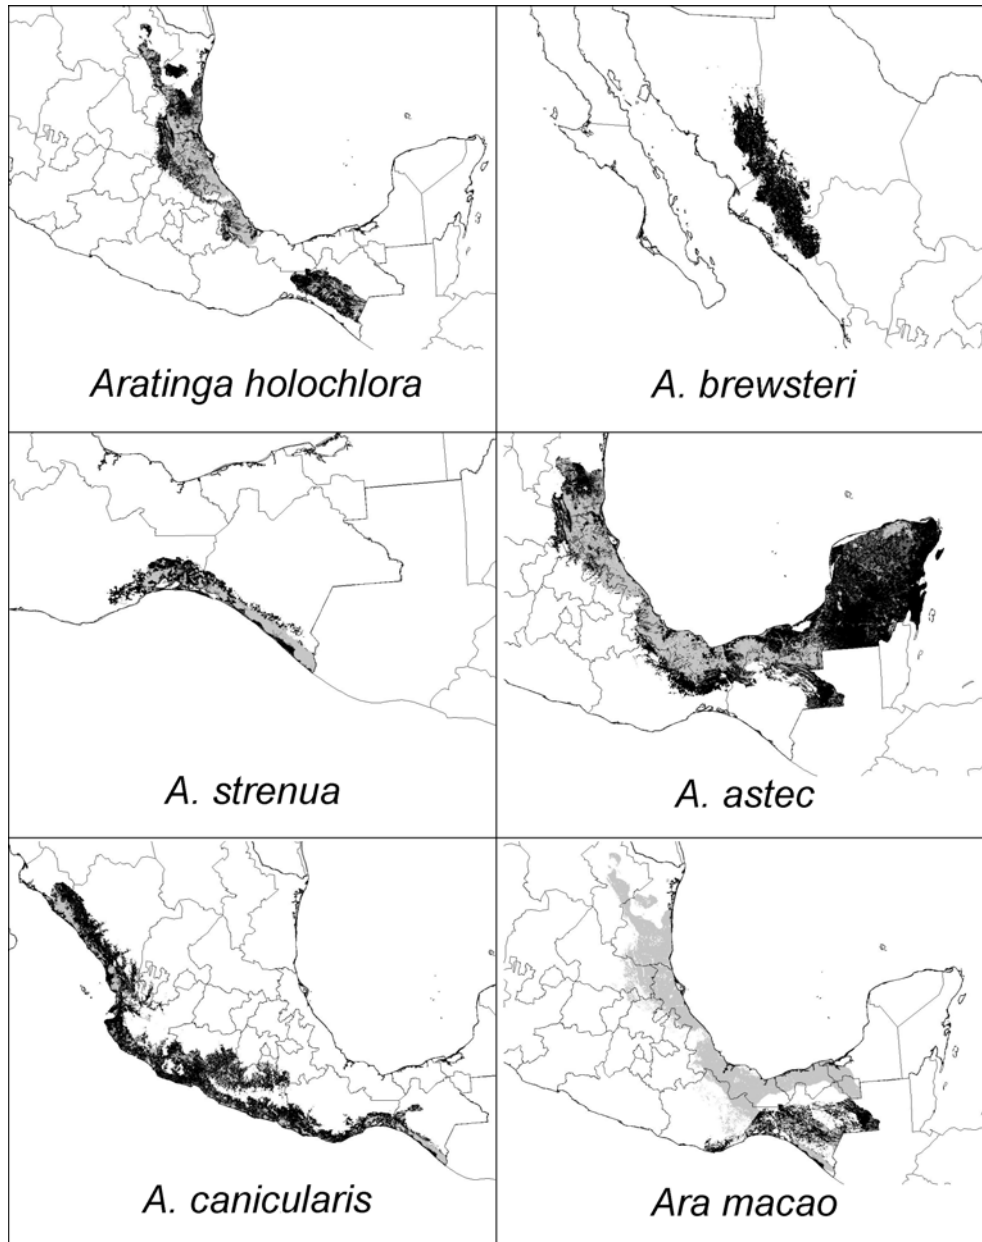 Aratinga holochlora
A. brewsteri
A. strenua
A. astec
A. canicularis
Ara macao